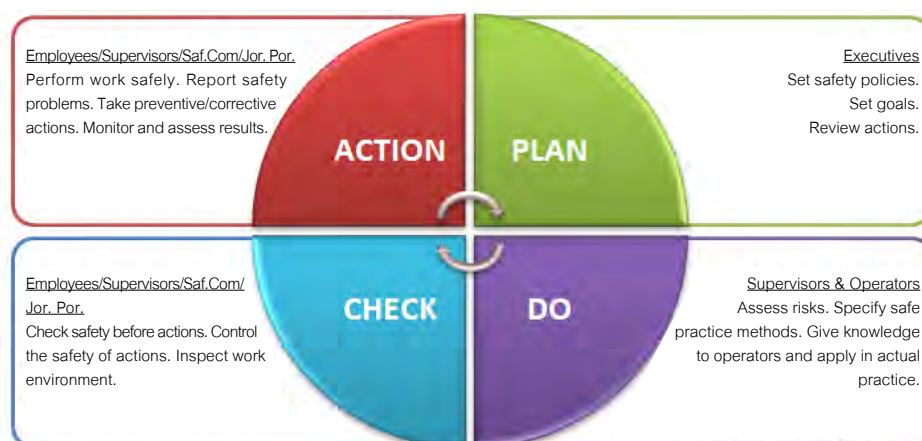 Employees/Supervisors/Saf.Com/Jor. Por.
Perform work safely. Report safety
problems. Take preventive/corrective
actions. Monitor and assess results.
ACTION
PLAN
Executives
Set safety policies.
Set goals.
Review actions.
Employees/Supervisors/Saf.Com/
Jor. Por.
Check safety before actions. Control
the safety of actions. Inspect work
environment.
CHECK
DO
Supervisors & Operators
Assess risks. Specify safe
practice methods. Give knowledge
to operators and apply in actual
practice.